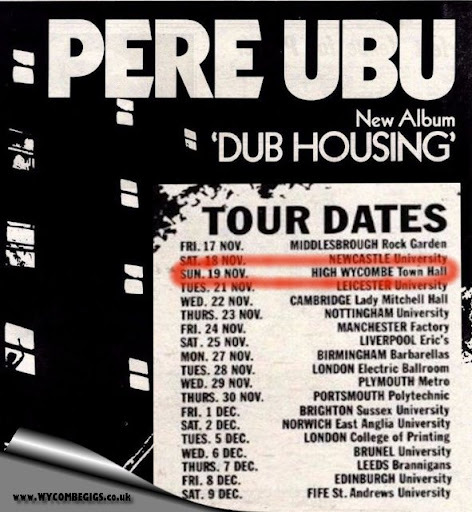 PERE UBU
New Album
'DUB HOUSING'
TOUR DATES
FRI. 17 NOV. MIDDLESBROUGH Rock Garden
SAT. 18 NOV. NEWCASTLE University
SUN. 19 NOV. HIGH WYCOMBE Town Hall
TUES. 21 NOV. LEICESTER University
WED. 22 NOV. CAMBRIDGE Lady Mitchell Hall
THURS. 23 NOV. NOTTINGHAM University
FRI. 24 NOV. MANCHESTER Factory
SAT. 25 NOV. LIVERPOOL Eric's
MON. 27 NOV. BIRMINGHAM Barbarellas
TUES. 28 NOV. LONDON Electric Ballroom
WED. 29 NOV. PLYMOUTH Metro
THURS. 30 NOV. PORTSMOUTH Polytechnic
FRI. 1 DEC. BRIGHTON Sussex University
SAT. 2 DEC. NORWICH East Anglia University
TUES. 5 DEC. LONDON College of Printing
WED. 6 DEC. BRUNEL University
THURS. 7 DEC. LEEDS Brannigans
FRI. 8 DEC. EDINBURGH University
SAT. 9 DEC. FIFE St. Andrews University
www.WYCOMBEGIGS.co.uk